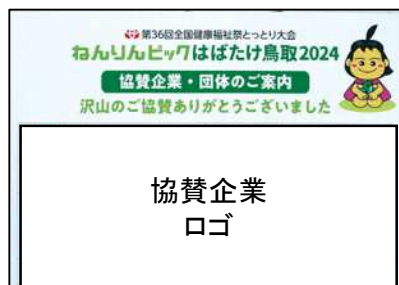 第36回全国健康福祉祭とっとり大会
ねんりんピックはばたけ鳥取2024
協賛企業・団体のご案内
沢山のご協賛ありがとうございました
協賛企業
ロゴ